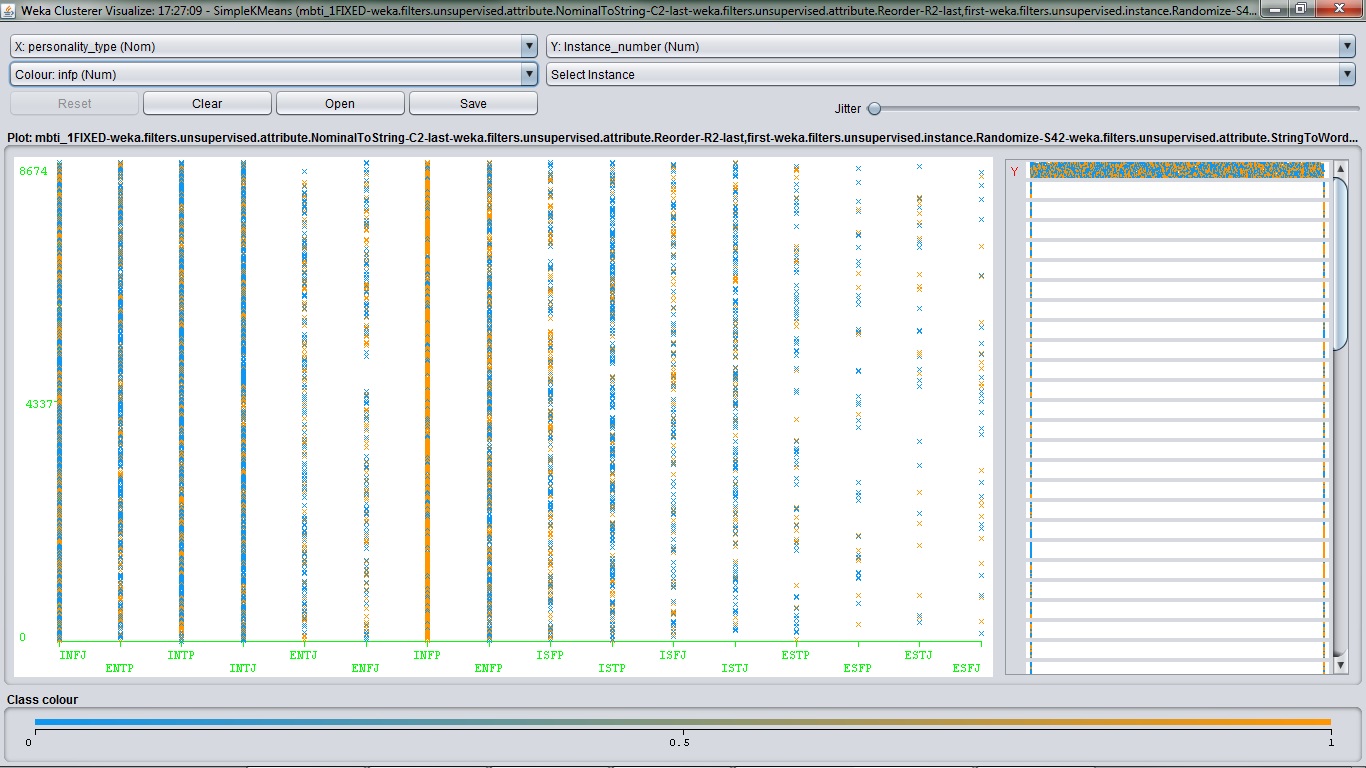 Weka Clusterer Visualize: 17:27:09 - SimpleKMeans (mbti_1FIXED-weka.filters.unsupervised.attribute.NominalToString-C2-last-weka.filters.unsupervised.attribute.Reorder-R2-last,first-weka.filters.unsupervised.instance.Randomize-S4...
X: personality_type (Nom) Y: Instance_number (Num)
Colour: infp (Num) Select Instance
Reset Clear Open Save Jitter
Plot: mbti_1FIXED-weka.filters.unsupervised.attribute.NominalToString-C2-last-weka.filters.unsupervised.attribute.Reorder-R2-last,first-weka.filters.unsupervised.instance.Randomize-S42-weka.filters.unsupervised.attribute.StringToWord...
8674 Y
4337
0
INFJ INTP ENTJ INFP ISFP ISFJ ESTP ESTJ
ENTP INTJ ENFJ ENFP ISTP ISTJ ESFP ESFJ
Class colour
0 0.5 1